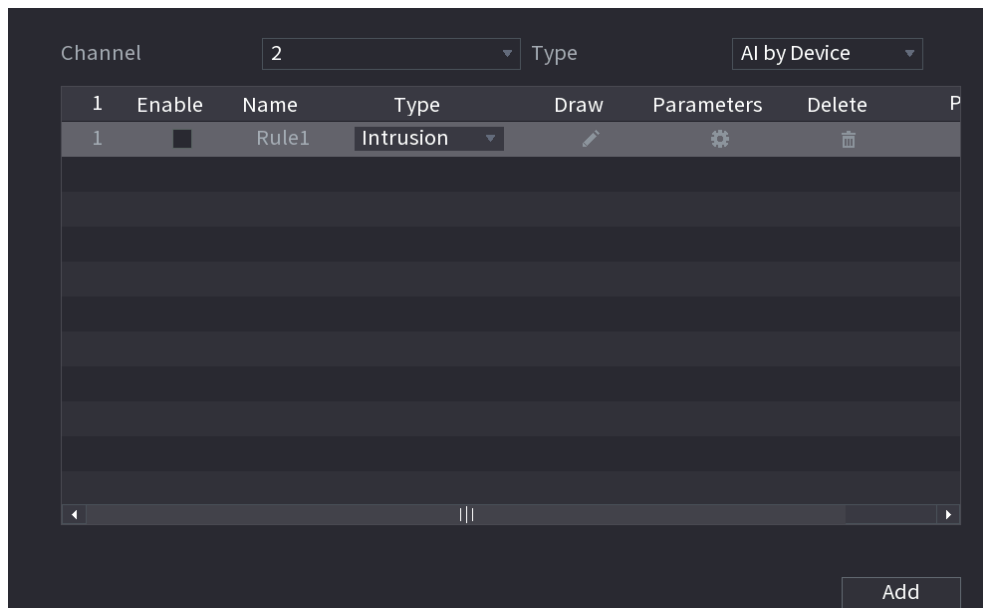 Channel 2 Type AI by Device
1 Enable Name Type Draw Parameters Delete P
1 Rule1 Intrusion
Add